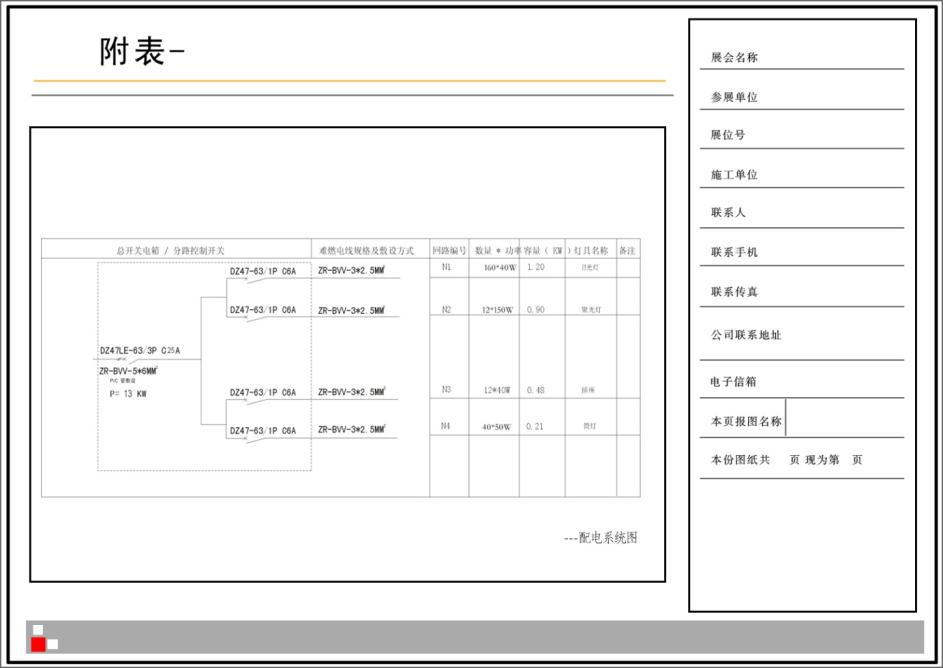 附表-
总开关电箱 / 分路控制开关 难燃电线规格及敷设方式 回路编号 数量 * 功率 容量 ( KW ) 灯具名称 备注
DZ47-63/1P C6A ZR-BVV-3*2.5MM² N1 160*40W 1.20 日光灯
DZ47-63/1P C6A ZR-BVV-3*2.5MM² N2 12*150W 0.90 聚光灯
DZ47LE-63/3P C25A
ZR-BVV-5*6MM²
P= 13 KW
DZ47-63/1P C6A ZR-BVV-3*2.5MM² N3 12*40W 0.48 插座
DZ47-63/1P C6A ZR-BVV-3*2.5MM² N4 40*50W 0.21 筒灯
---配电系统图
展会名称
参展单位
展位号
施工单位
联系人
联系手机
联系传真
公司联系地址
电子信箱
本页报图名称
本份图纸共 页 现为第 页